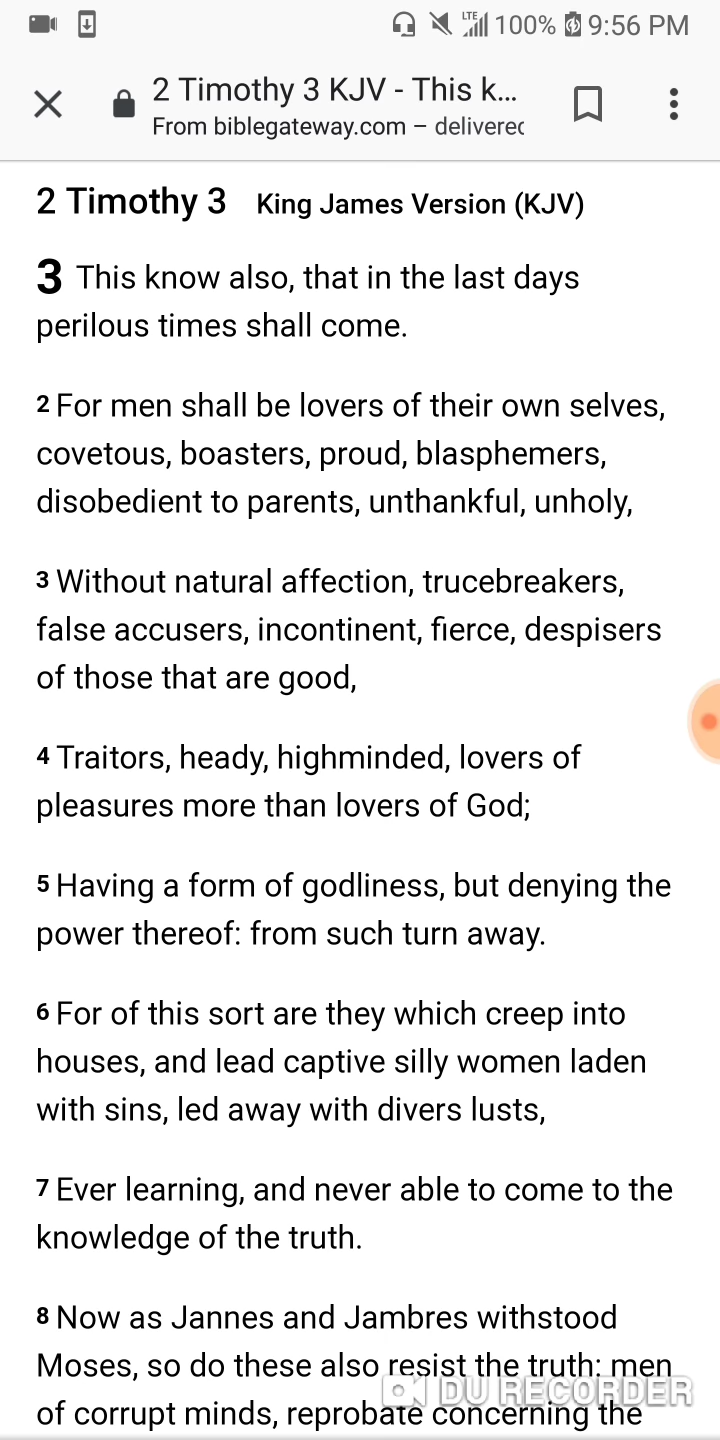 LTE 100% 9:56 PM
2 Timothy 3 KJV - This k...
From biblegateway.com – delivered
2 Timothy 3 King James Version (KJV)
3 This know also, that in the last days
perilous times shall come.
2 For men shall be lovers of their own selves,
covetous, boasters, proud, blasphemers,
disobedient to parents, unthankful, unholy,
3 Without natural affection, trucebreakers,
false accusers, incontinent, fierce, despisers
of those that are good,
4 Traitors, heady, highminded, lovers of
pleasures more than lovers of God;
5 Having a form of godliness, but denying the
power thereof: from such turn away.
6 For of this sort are they which creep into
houses, and lead captive silly women laden
with sins, led away with divers lusts,
7 Ever learning, and never able to come to the
knowledge of the truth.
8 Now as Jannes and Jambres withstood
Moses, so do these also resist the truth: men
DU RECORDER
of corrupt minds, reprobate concerning the